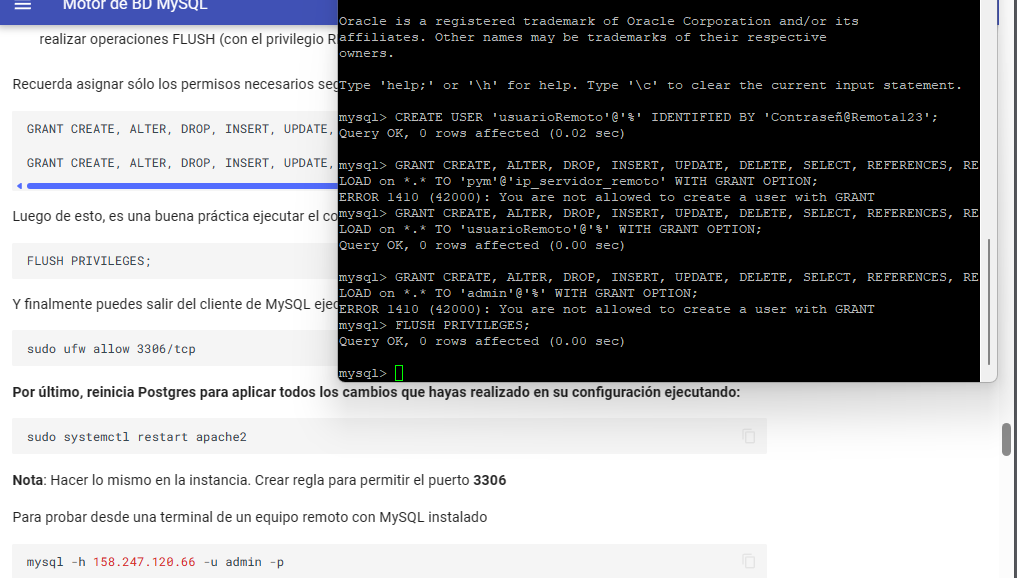 Motor de BD MySQL
realizar operaciones FLUSH (con el privilegio R
Recuerda asignar sólo los permisos necesarios seg
GRANT CREATE, ALTER, DROP, INSERT, UPDATE,
GRANT CREATE, ALTER, DROP, INSERT, UPDATE,
Luego de esto, es una buena práctica ejecutar el co
FLUSH PRIVILEGES;
Y finalmente puedes salir del cliente de MySQL ejec
sudo ufw allow 3306/tcp
Oracle is a registered trademark of Oracle Corporation and/or its
affiliates. Other names may be trademarks of their respective
owners.
Type 'help;' or '\h' for help. Type '\c' to clear the current input statement.
mysql> CREATE USER 'usuarioRemoto'@'%' IDENTIFIED BY 'Contraseñ@Remota123';
Query OK, 0 rows affected (0.02 sec)
mysql> GRANT CREATE, ALTER, DROP, INSERT, UPDATE, DELETE, SELECT, REFERENCES, RE
LOAD on *.* TO 'pym'@'ip_servidor_remoto' WITH GRANT OPTION;
ERROR 1410 (42000): You are not allowed to create a user with GRANT
mysql> GRANT CREATE, ALTER, DROP, INSERT, UPDATE, DELETE, SELECT, REFERENCES, RE
LOAD on *.* TO 'usuarioRemoto'@'%' WITH GRANT OPTION;
Query OK, 0 rows affected (0.00 sec)
mysql> GRANT CREATE, ALTER, DROP, INSERT, UPDATE, DELETE, SELECT, REFERENCES, RE
LOAD on *.* TO 'admin'@'%' WITH GRANT OPTION;
ERROR 1410 (42000): You are not allowed to create a user with GRANT
mysql> FLUSH PRIVILEGES;
Query OK, 0 rows affected (0.00 sec)
mysql>
Por último, reinicia Postgres para aplicar todos los cambios que hayas realizado en su configuración ejecutando:
sudo systemctl restart apache2
Nota: Hacer lo mismo en la instancia. Crear regla para permitir el puerto 3306
Para probar desde una terminal de un equipo remoto con MySQL instalado
mysql -h 158.247.120.66 -u admin -p